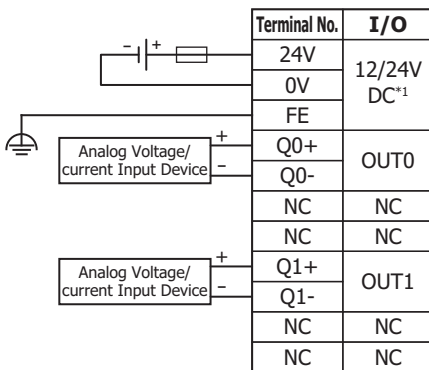 Terminal No. I/O
- + 24V 12/24V
0V DC*1
FE
Analog Voltage/ + Q0+ OUT0
current Input Device - Q0-
NC NC
NC NC
Analog Voltage/ + Q1+ OUT1
current Input Device - Q1-
NC NC
NC NC